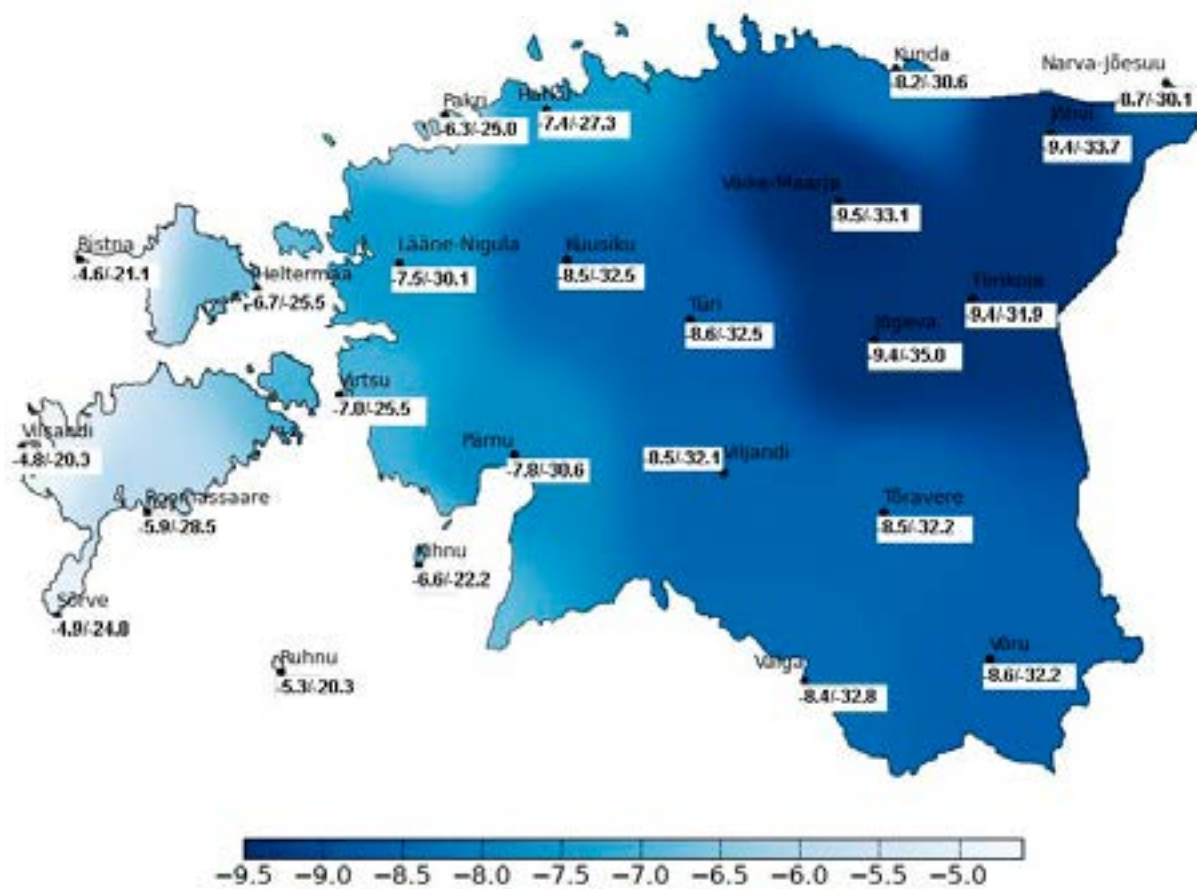 Kunda
-8.2/-30.6
Narva-Jõesuu
-8.7/-30.1
Pakri
-6.3/-25.0
-7.4/-27.3
Jõhvi
-9.4/-33.7
Väike-Maarja
-9.5/-33.1
Ristna
-4.6/-21.1
Heltermaa
-6.7/-25.5
Lääne-Nigula
-7.5/-30.1
Kuusiku
-8.5/-32.5
Türi
-8.6/-32.5
Tiirikoja
-9.4/-31.9
Jõgeva
-9.4/-35.0
Virtsu
-7.0/-25.5
Vilsandi
-4.8/-20.3
Pärnu
-7.8/-30.6
Viljandi
-8.5/-32.1
Roomassaare
-5.9/-28.5
Tõravere
-8.5/-32.2
Kihnu
-6.6/-22.2
Sõrve
-4.9/-24.8
Ruhnu
-5.3/-20.3
Valga
-8.4/-32.8
Võru
-8.6/-32.2
−9.5 −9.0 −8.5 −8.0 −7.5 −7.0 −6.5 −6.0 −5.5 −5.0